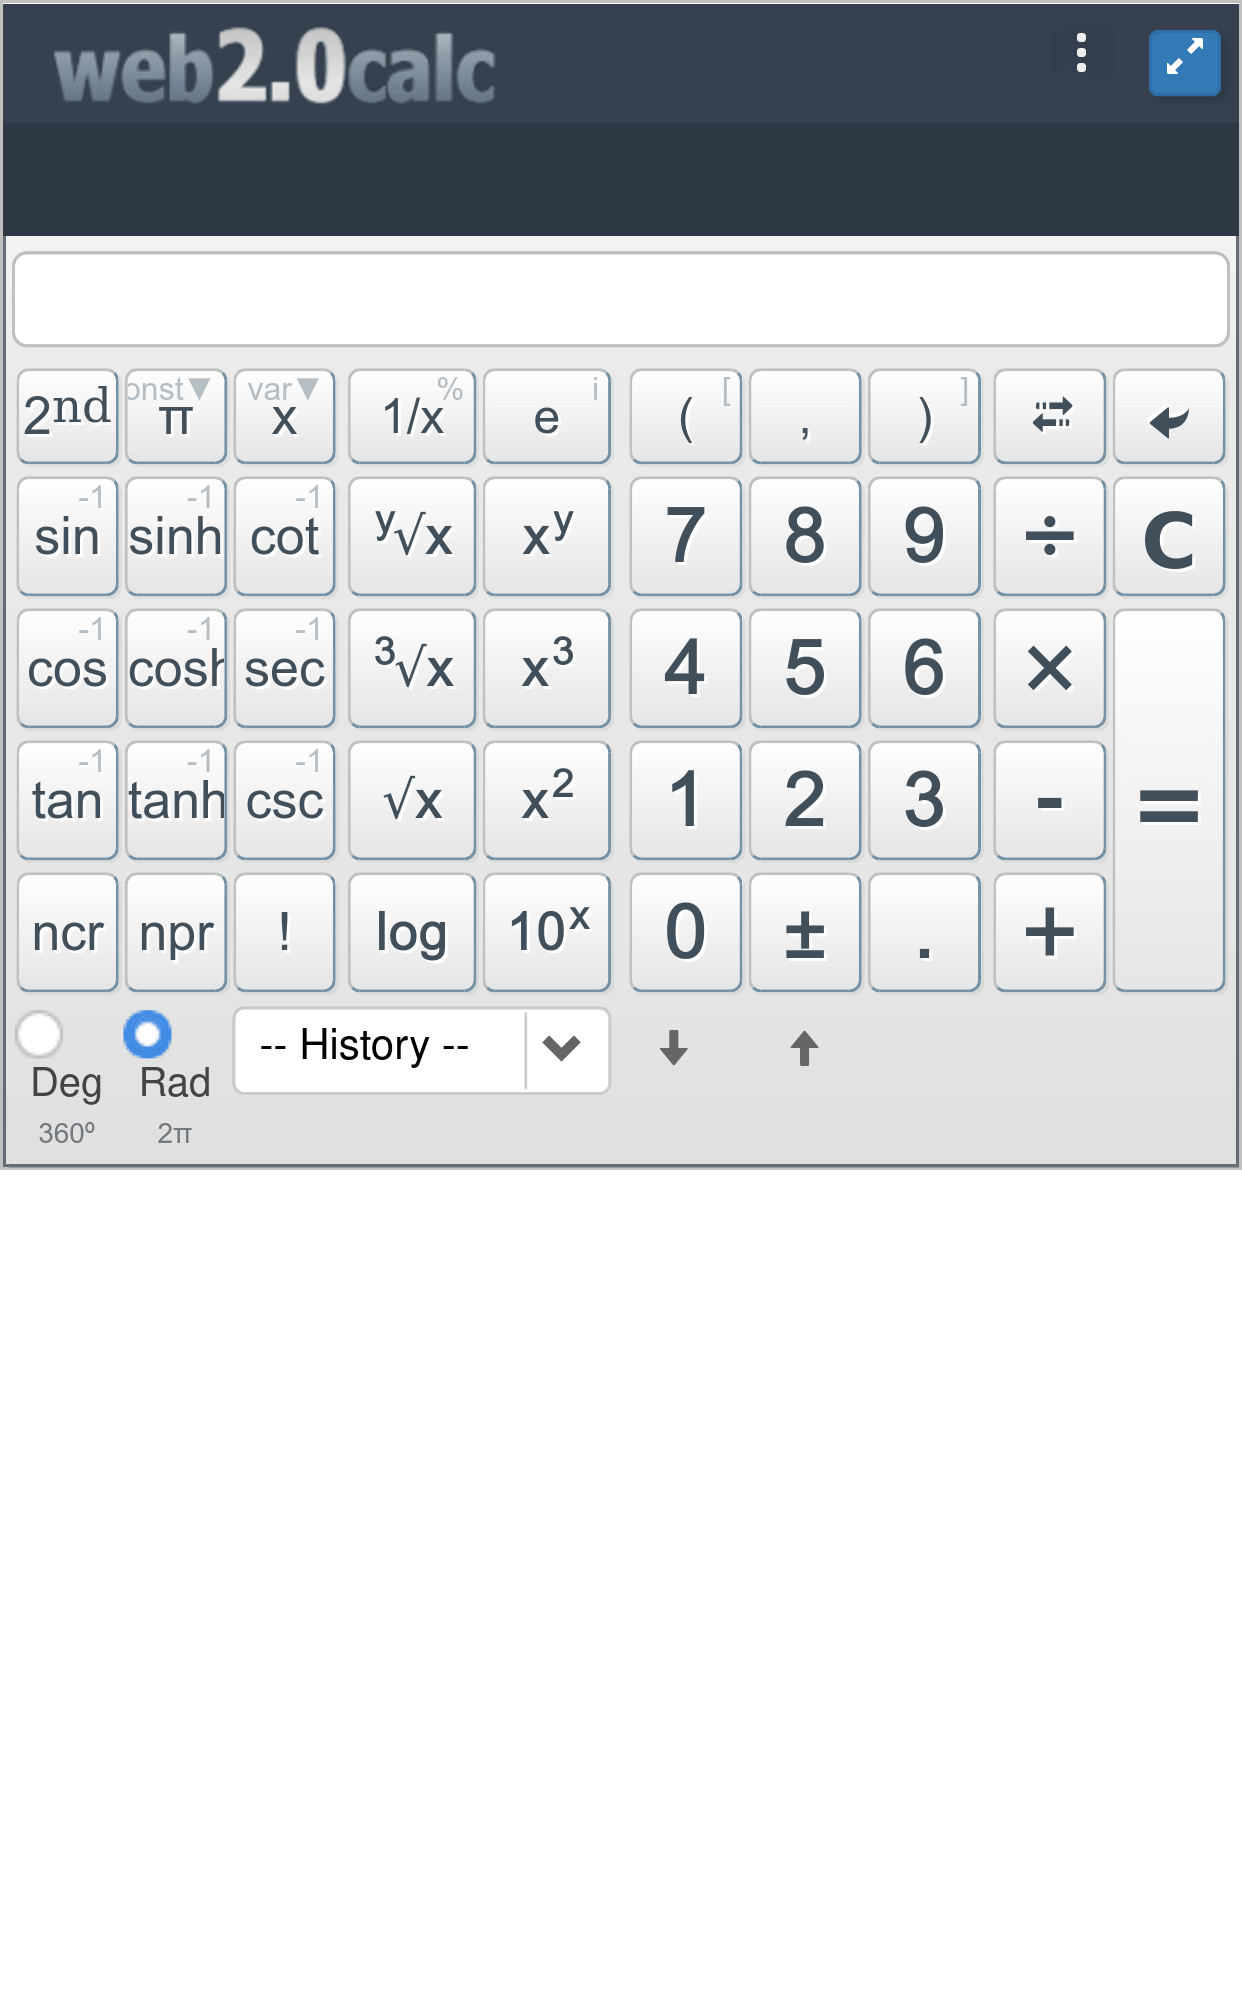 web2.0calc
2nd onst▼ π var▼ x % 1/x i e [ ( , ] )
-1 sin -1 sinh -1 cot y√x xy 7 8 9 ÷ C
-1 cos -1 cosh -1 sec 3√x x3 4 5 6 ×
-1 tan -1 tanh -1 csc √x x2 1 2 3 - =
ncr npr ! log 10x 0 ± . +
-- History --
Deg Rad
360º 2π